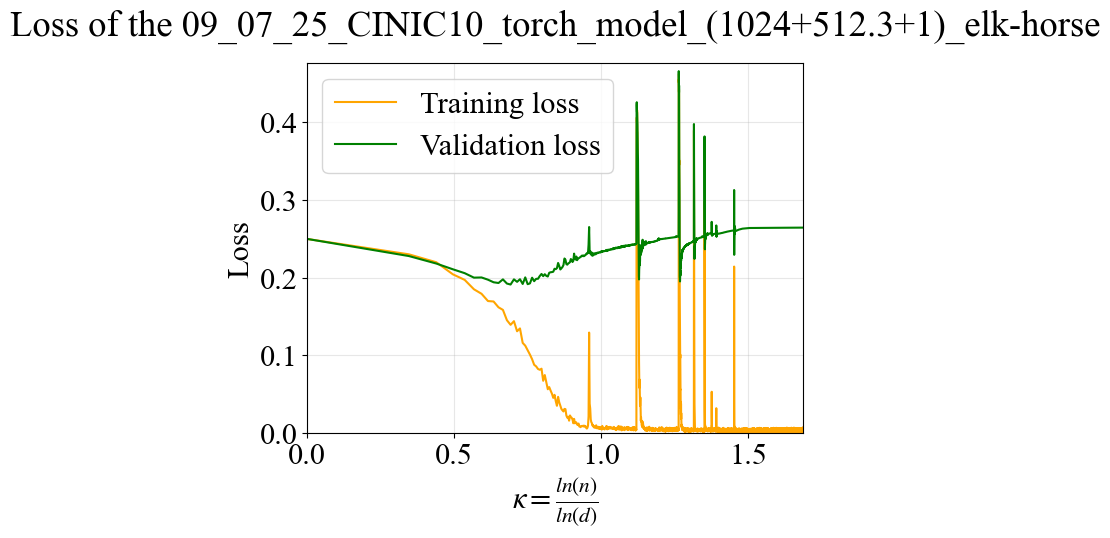 Loss of the 09_07_25_CINIC10_torch_model_(1024+512.3+1)_elk-horse
Training loss
Validation loss
Loss
0.4
0.3
0.2
0.1
0.0
0.0 0.5 1.0 1.5
κ = ln(n)/ln(d)